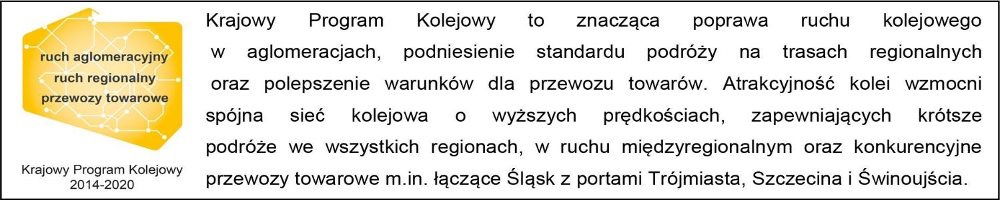 ruch aglomeracyjny
ruch regionalny
przewozy towarowe
Krajowy Program Kolejowy
2014-2020
Krajowy Program Kolejowy to znacząca poprawa ruchu kolejowego
w aglomeracjach, podniesienie standardu podróży na trasach regionalnych
oraz polepszenie warunków dla przewozu towarów. Atrakcyjność kolei wzmocni
spójna sieć kolejowa o wyższych prędkościach, zapewniających krótsze
podróże we wszystkich regionach, w ruchu międzyregionalnym oraz konkurencyjne
przewozy towarowe m.in. łączące Śląsk z portami Trójmiasta, Szczecina i Świnoujścia.